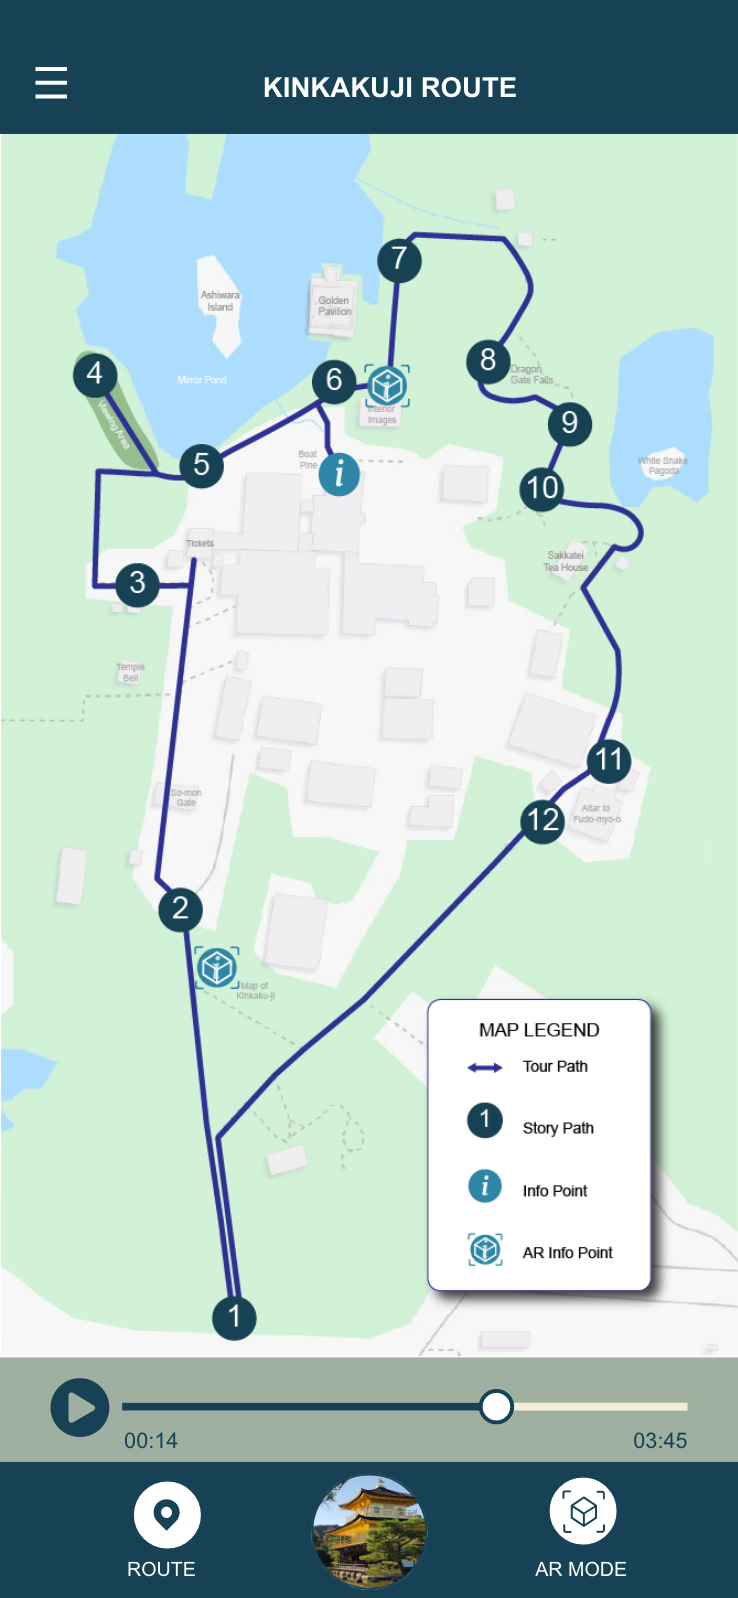 KINKAKUJI ROUTE
7
Ashiwara
Island
Golden
Pavilion
8
Dragon
Gate Falls
4
Mirror Pond
6
Interior
images
9
Viewing Area
5
Boat
Pine
i
White Snake
Pagoda
10
Tickets
Sakkatei
Tea House
3
Temple
Bell
11
So-mon
Gate
Altar to
Fudo-myo-o
12
2
Map of
Kinkaku-ji
MAP LEGEND
Tour Path
1
Story Path
i
Info Point
AR Info Point
1
00:14
03:45
ROUTE
AR MODE